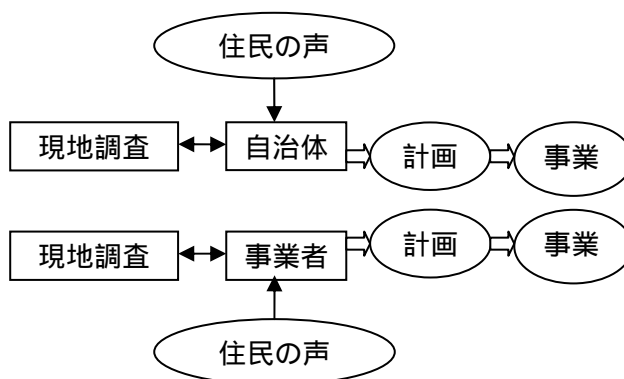 住民の声
現地調査
自治体
計画
事業
現地調査
事業者
計画
事業
住民の声